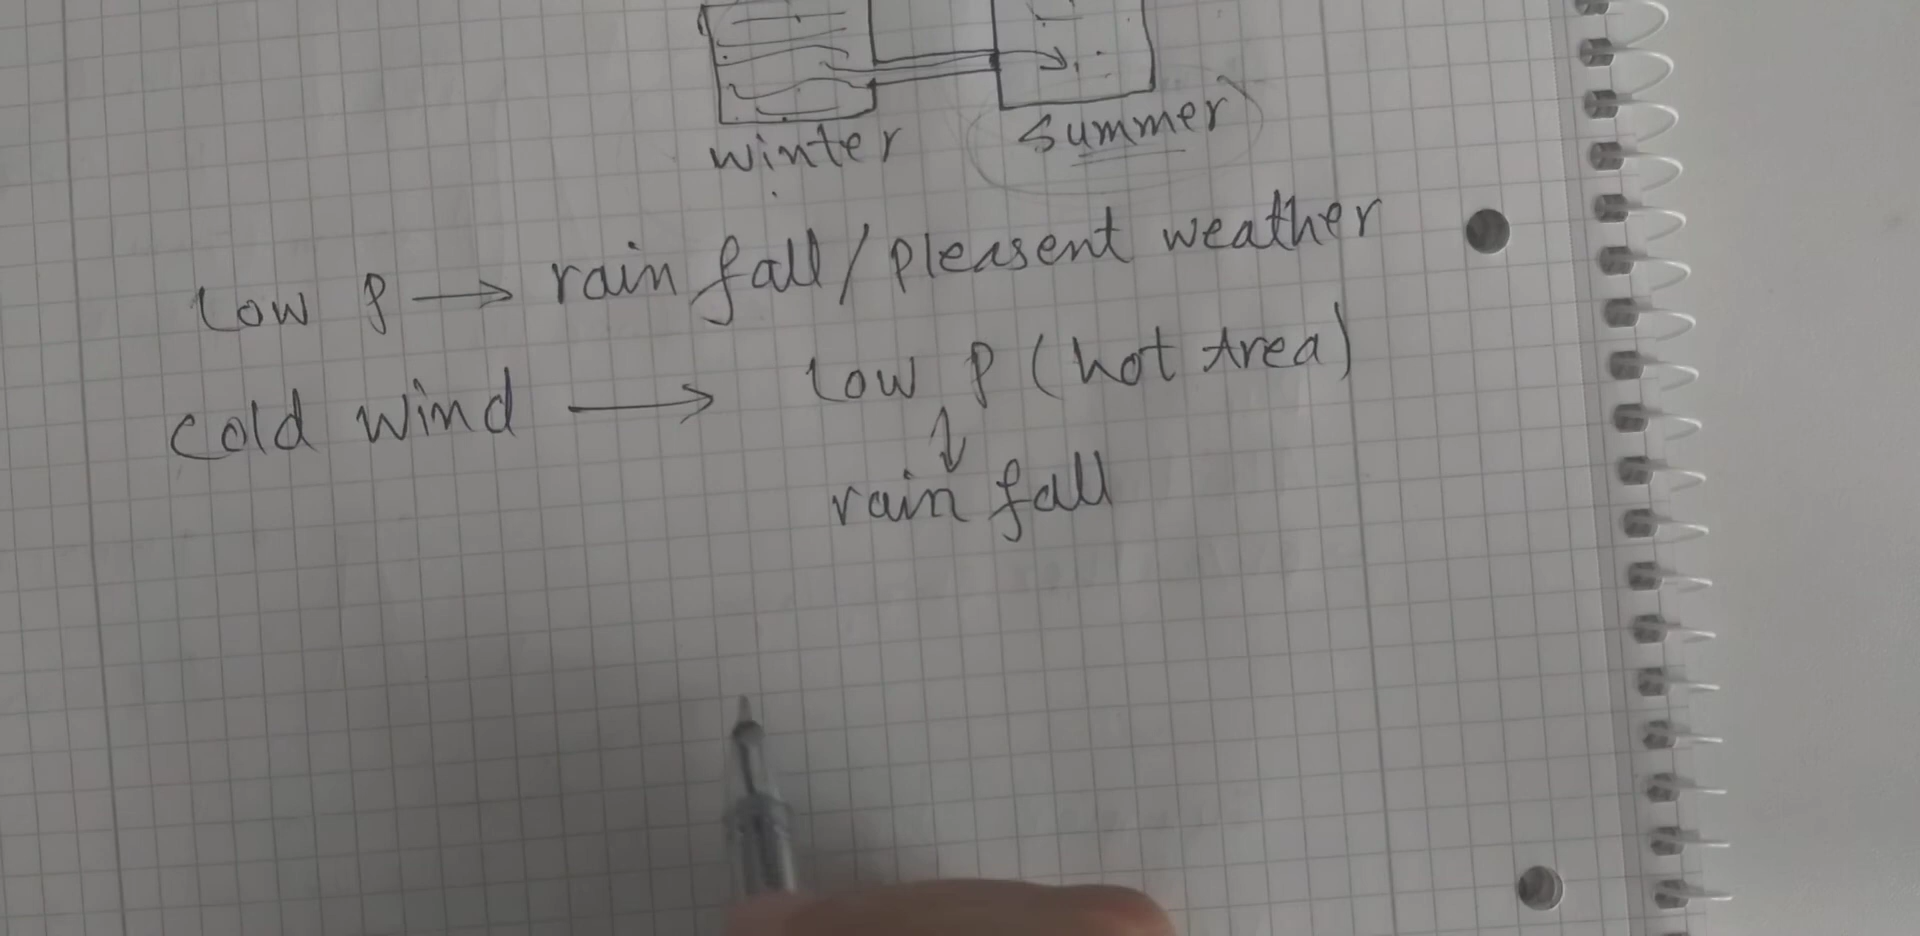 winter summer
Low P → rain fall/pleasent weather
cold wind → Low P (hot Area)
↓
rain fall